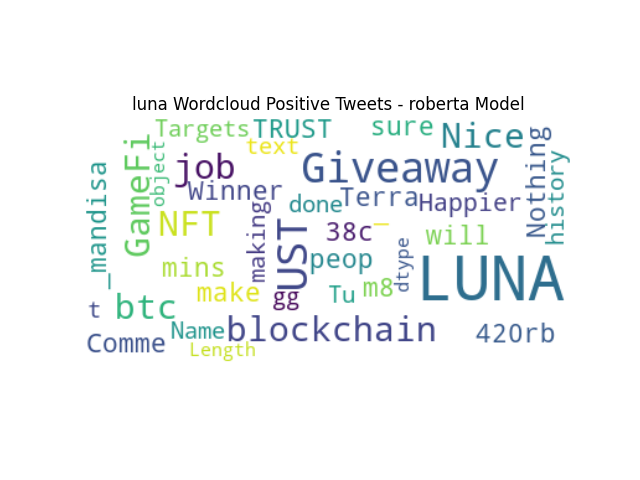 luna Wordcloud Positive Tweets - roberta Model
Targets
TRUST
sure
Nice
text
object
GameFi
job
Giveaway
Nothing
history
_mandisa
Winner
done
Terra
Happier
NFT
making
UST
38c
_
will
peop
dtype
LUNA
mins
make
gg
Tu
m8
t
btc
Name
blockchain
420rb
Comme
Length